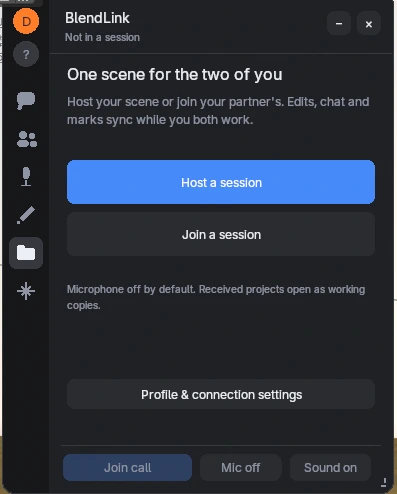 D
BlendLink
Not in a session
–
×
?
One scene for the two of you
Host your scene or join your partner's. Edits, chat and
marks sync while you both work.
Host a session
Join a session
Microphone off by default. Received projects open as working
copies.
Profile & connection settings
Join call
Mic off
Sound on